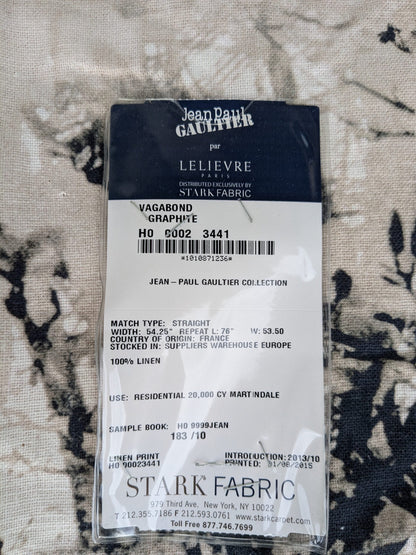 Jean Paul
GAULTIER
par
LELIEVRE
PARIS
DISTRIBUTED EXCLUSIVELY BY
STARK FABRIC
VAGABOND
GRAPHITE
H0 0002 3441
*1010871236*
JEAN-PAUL GAULTIER COLLECTION
MATCH TYPE: STRAIGHT
WIDTH: 54.25" REPEAT L: 76" W: 53.50
COUNTRY OF ORIGIN: FRANCE
STOCKED IN: SUPPLIERS WAREHOUSE EUROPE
100% LINEN
USE: RESIDENTIAL 20,000 CY MARTINDALE
SAMPLE BOOK: H0 9999JEAN
183 /10
LINEN PRINT INTRODUCTION: 2013/10
H0 00023441 PRINTED: 01/08/2015
STARK FABRIC
979 Third Ave, New York, NY 10022
T 212.355.7186 F 212.593.0761 www.starkcarpet.com
Toll Free 877.746.7699